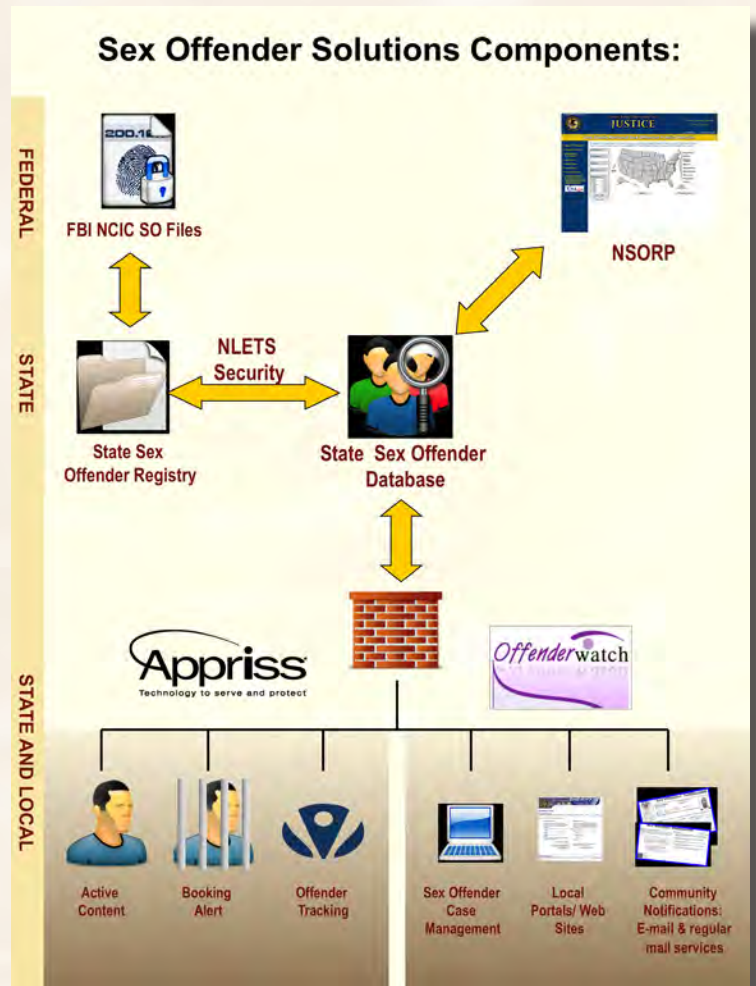 Sex Offender Solutions Components:
FEDERAL
200.1
FBI NCIC SO Files
JUSTICE
NSORP
STATE
NLETS
Security
State Sex
Offender Registry
State Sex Offender
Database
STATE AND LOCAL
Appriss
Technology to serve and protect
Offenderwatch
Active
Content
Booking
Alert
Offender
Tracking
Sex Offender
Case
Management
Local
Portals/ Web
Sites
Community
Notifications:
E-mail & regular
mail services